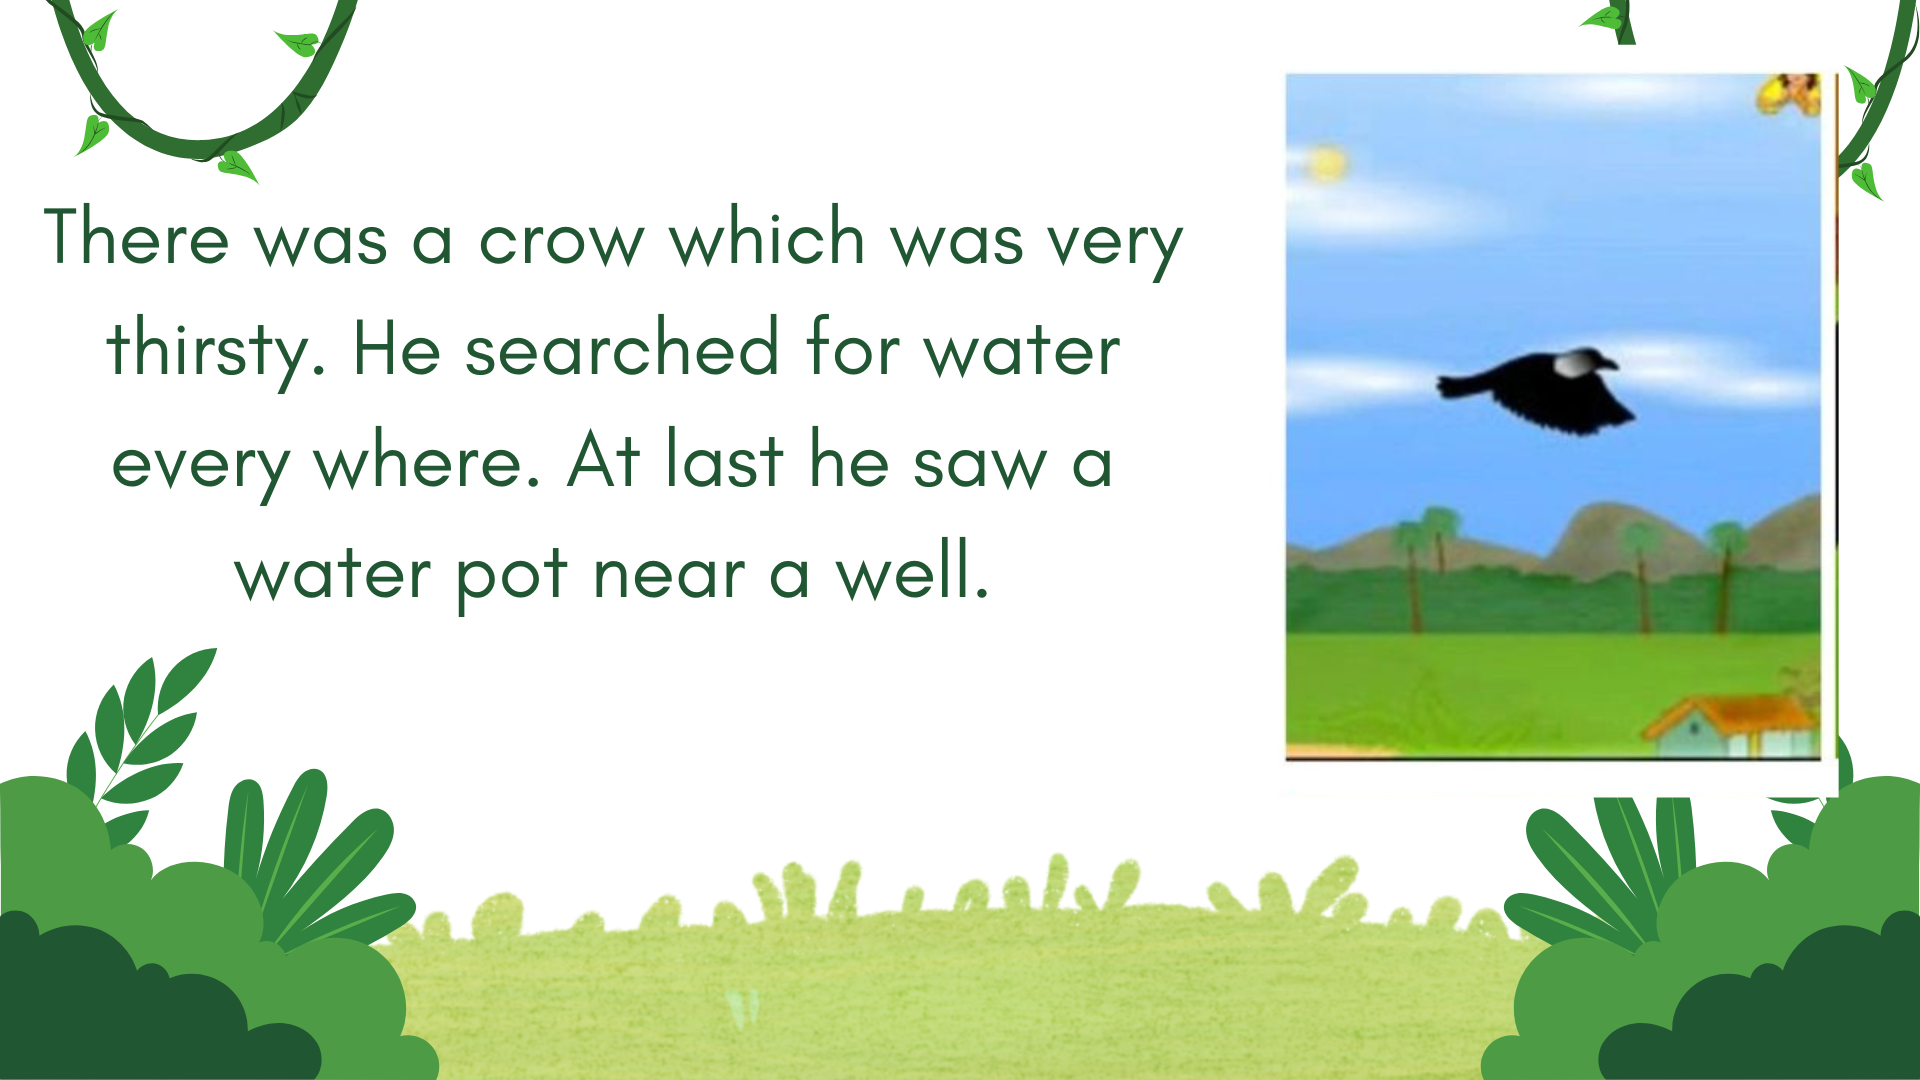 There was a crow which was very
thirsty. He searched for water
every where. At last he saw a
water pot near a well.